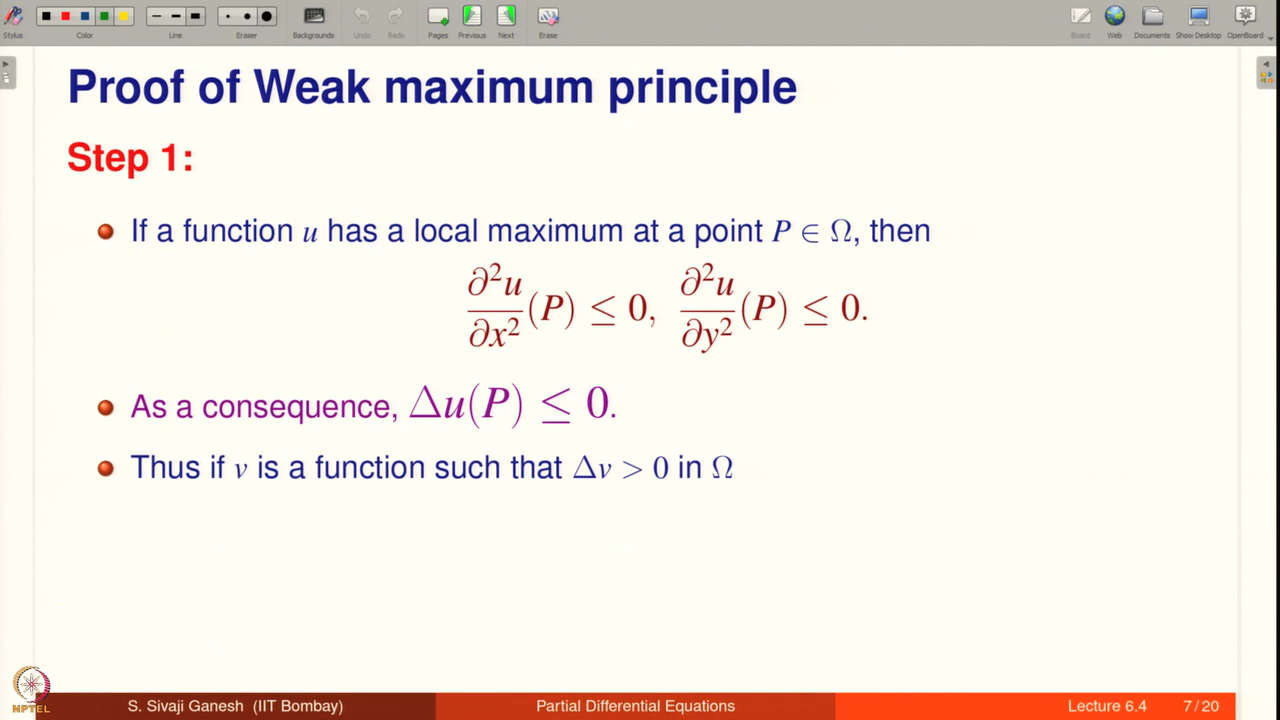 Stylus Color Line Eraser Backgrounds Undo Redo Pages Previous Next Erase Board Web Documents Show Desktop OpenBoard
Proof of Weak maximum principle
Step 1:
If a function u has a local maximum at a point P ∈ Ω, then
∂²u/∂x² (P) ≤ 0, ∂²u/∂y² (P) ≤ 0.
As a consequence, Δu(P) ≤ 0.
Thus if v is a function such that Δv > 0 in Ω
NPTEL
S. Sivaji Ganesh (IIT Bombay) Partial Differential Equations Lecture 6.4 7/20